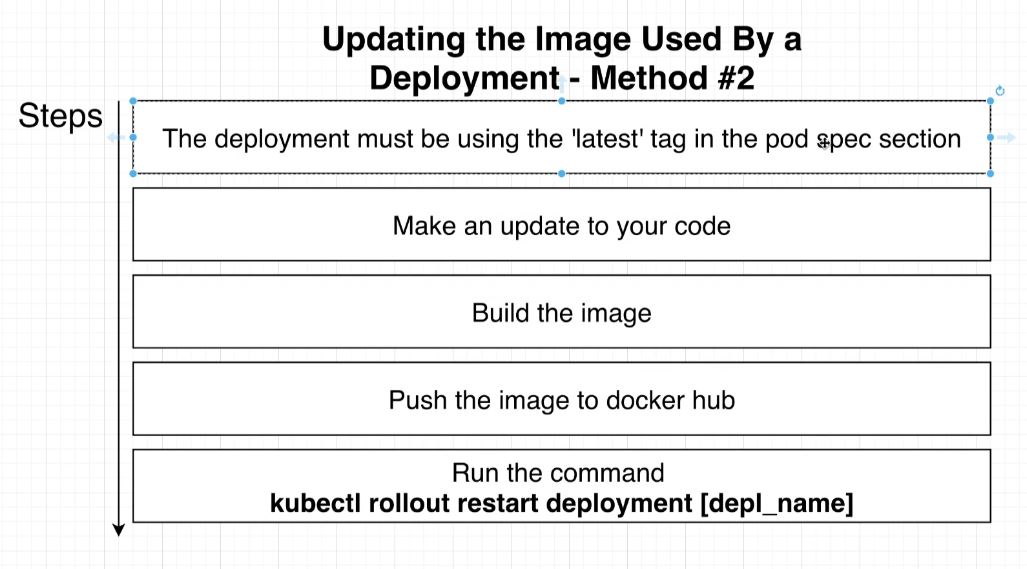 Updating the Image Used By a
Deployment - Method #2
Steps
The deployment must be using the 'latest' tag in the pod spec section
Make an update to your code
Build the image
Push the image to docker hub
Run the command
kubectl rollout restart deployment [depl_name]